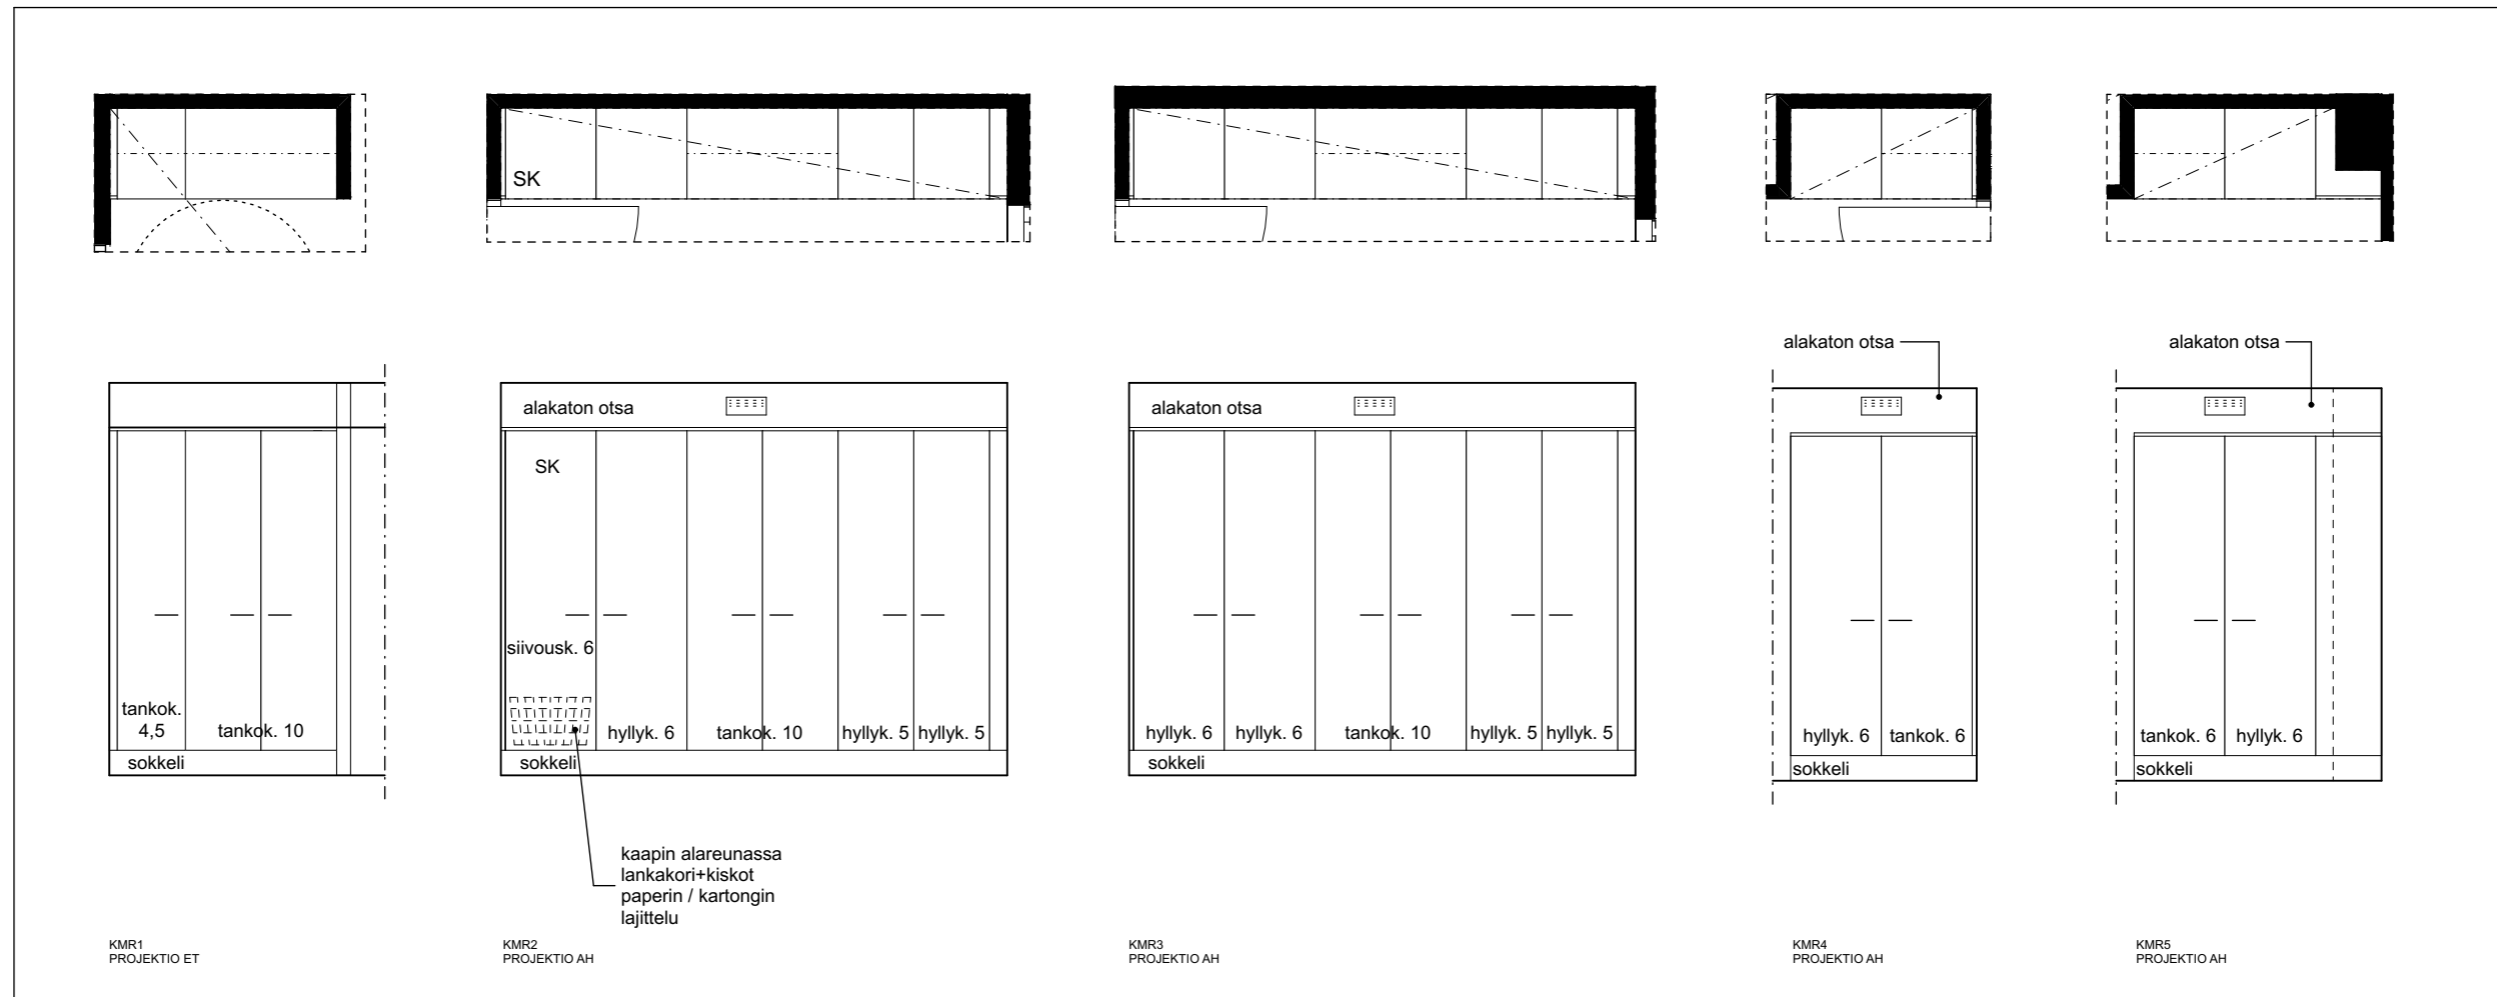 SK
alakaton otsa
alakaton otsa
alakaton otsa
alakaton otsa
SK
siivousk. 6
tankok.
4,5
tankok. 10
hyllyk. 6
tankok. 10
hyllyk. 5
hyllyk. 5
hyllyk. 6
hyllyk. 6
tankok. 10
hyllyk. 5
hyllyk. 5
hyllyk. 6
tankok. 6
tankok. 6
hyllyk. 6
sokkeli
sokkeli
sokkeli
sokkeli
sokkeli
kaapin alareunassa
lankakori+kiskot
paperin / kartongin
lajittelu
KMR1
PROJEKTIO ET
KMR2
PROJEKTIO AH
KMR3
PROJEKTIO AH
KMR4
PROJEKTIO AH
KMR5
PROJEKTIO AH